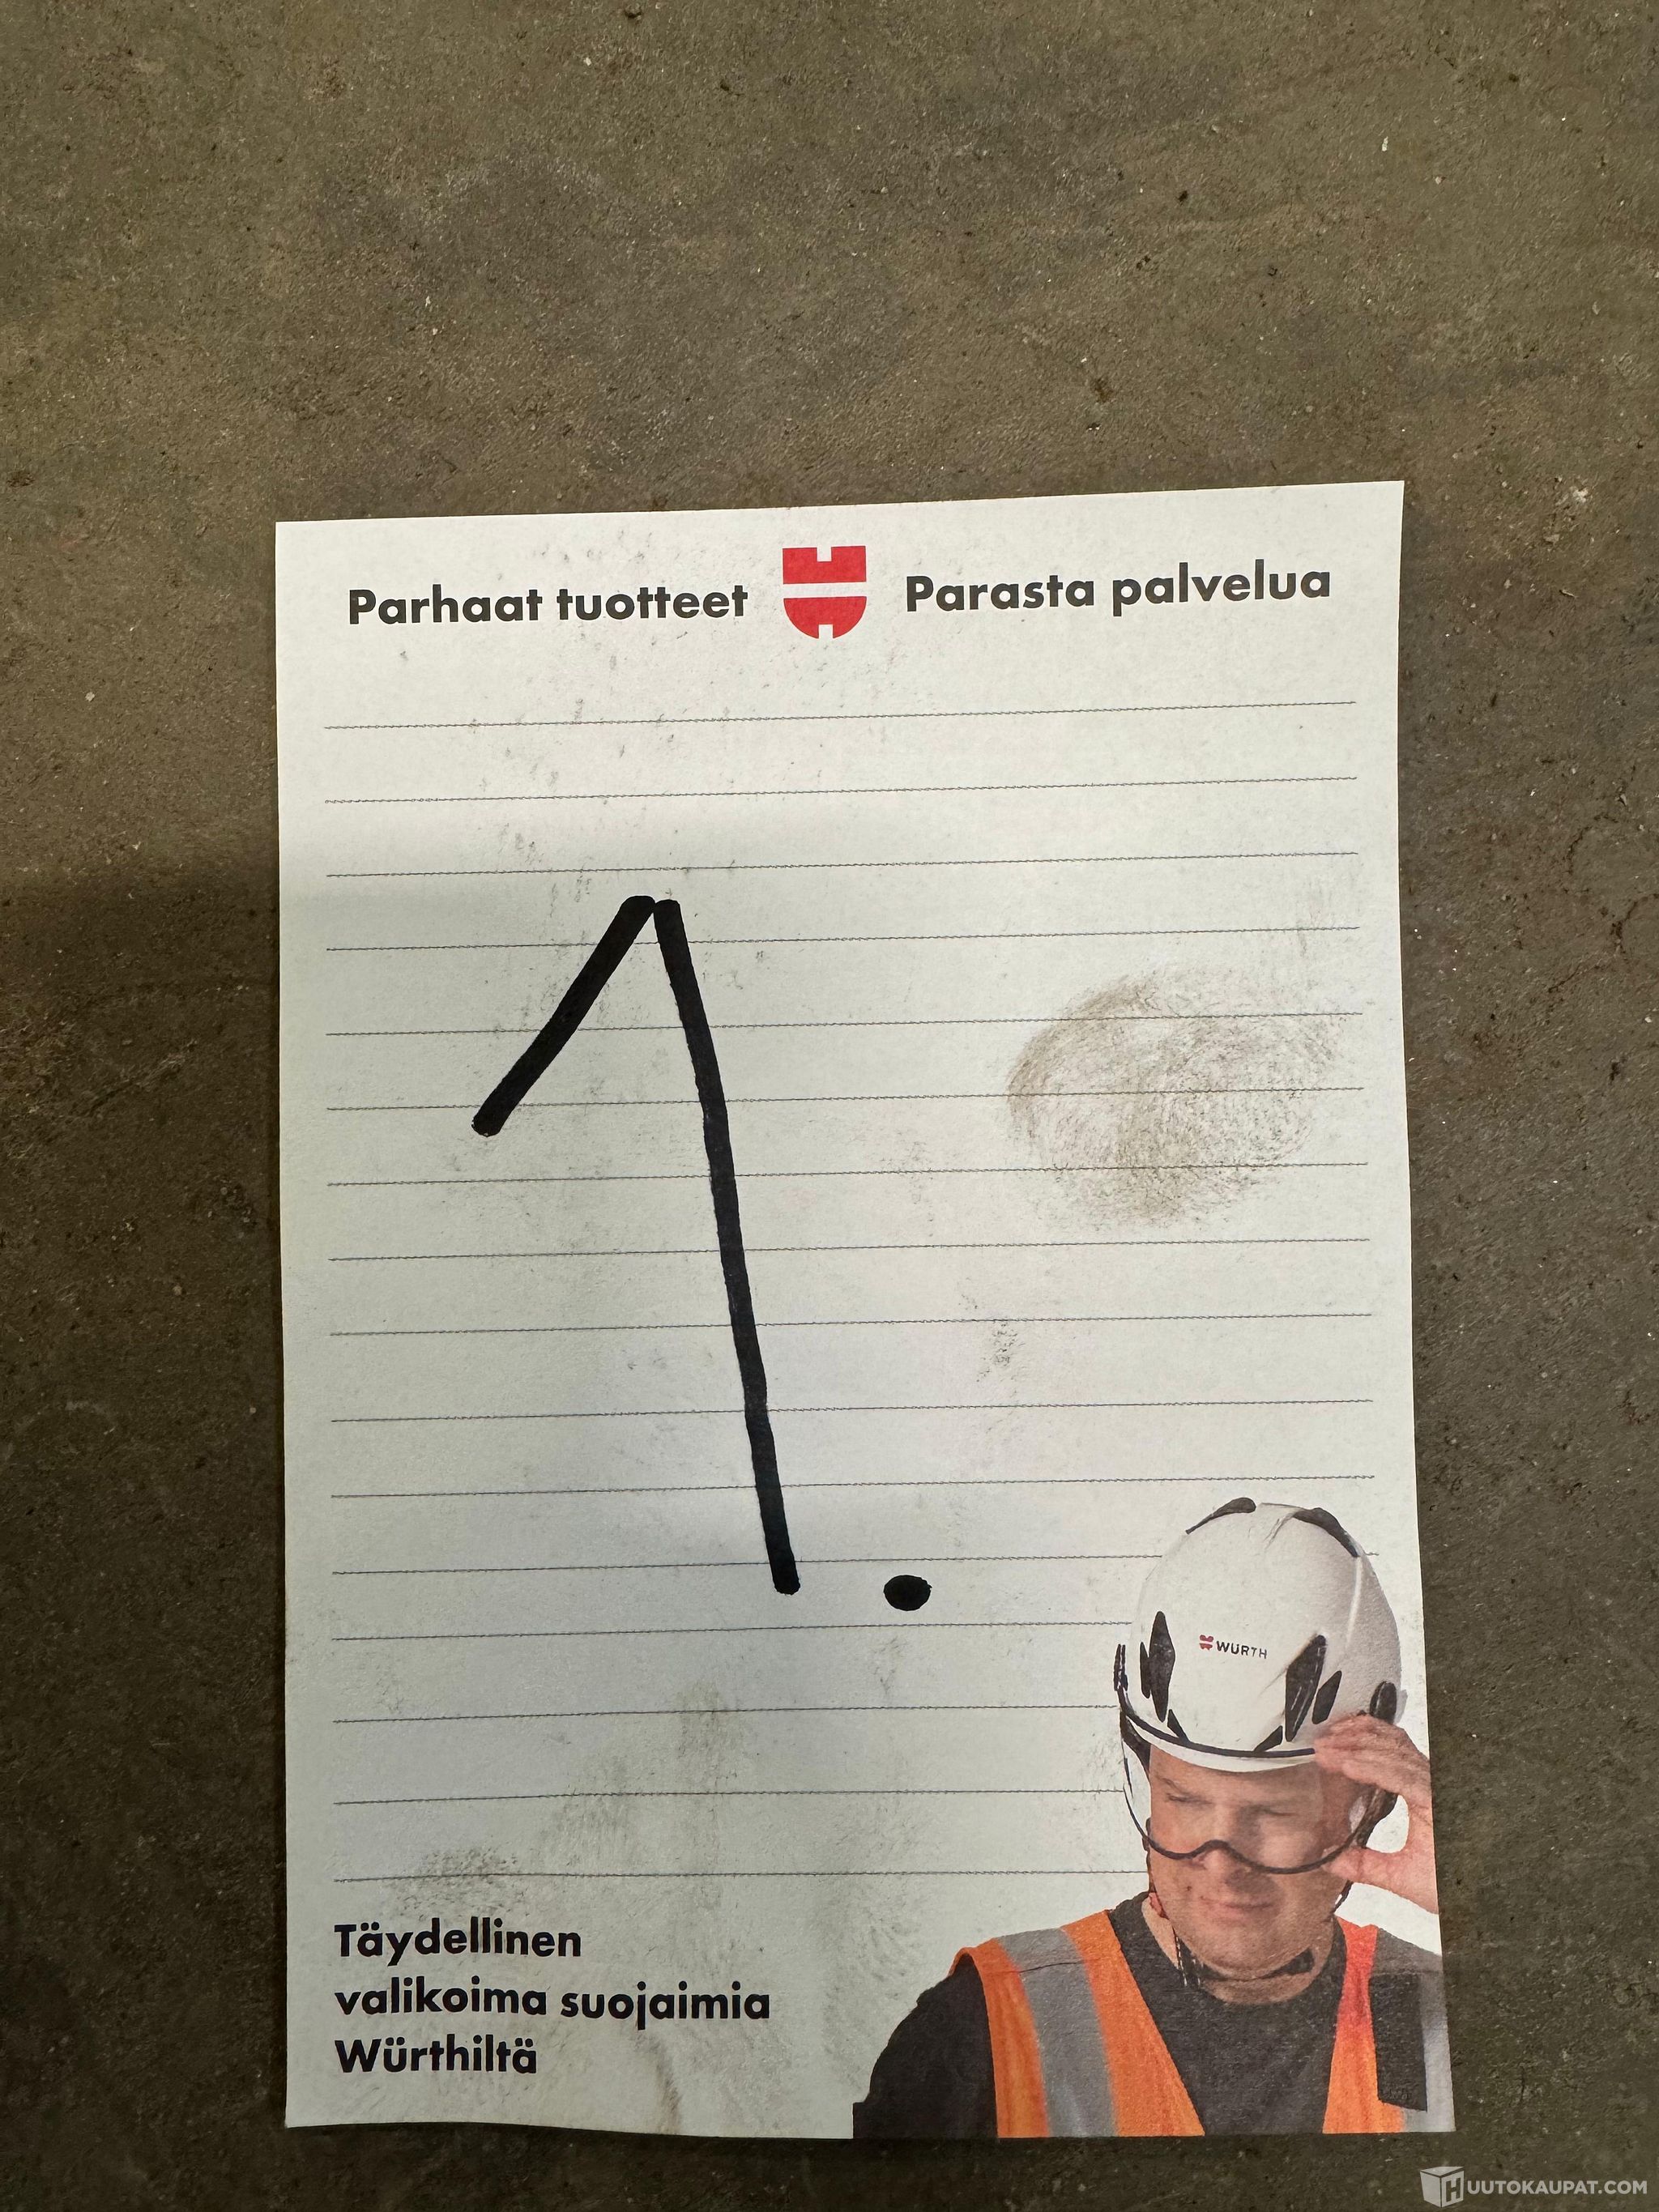 Parhaat tuotteet Parasta palvelua
1.
WÜRTH
Täydellinen
valikoima suojaimia
Würthiltä
HUUTOKAUPAT.COM